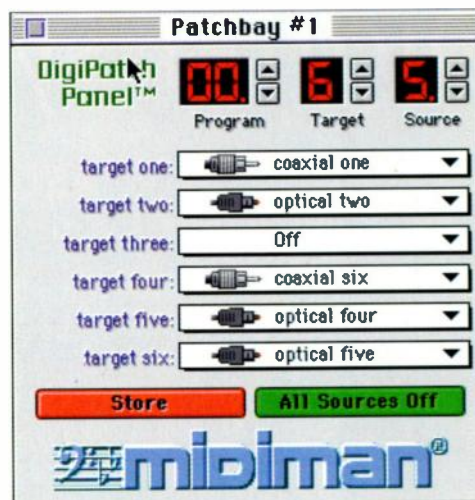 Patchbay #1
DigiPatch Panel™
00. 6 5.
Program Target Source
target one: coaxial one
target two: optical two
target three: Off
target four: coaxial six
target five: optical four
target six: optical five
Store All Sources Off
midiman®